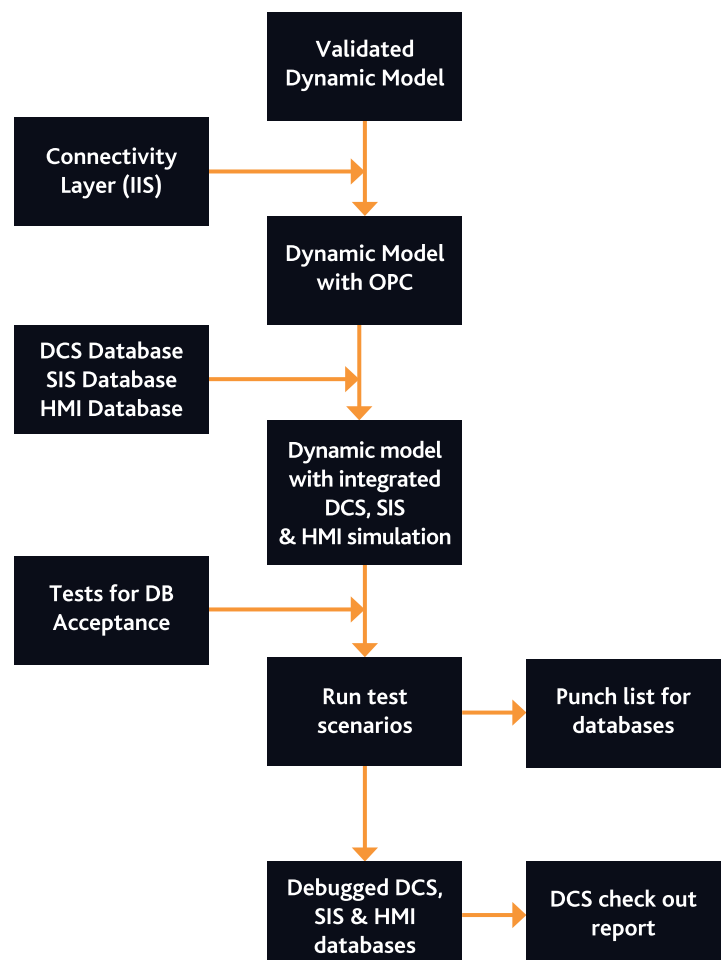 Validated
Dynamic Model
Connectivity
Layer (IIS)
Dynamic Model
with OPC
DCS Database
SIS Database
HMI Database
Dynamic model
with integrated
DCS, SIS
& HMI simulation
Tests for DB
Acceptance
Run test
scenarios
Punch list for
databases
Debugged DCS,
SIS & HMI
databases
DCS check out
report